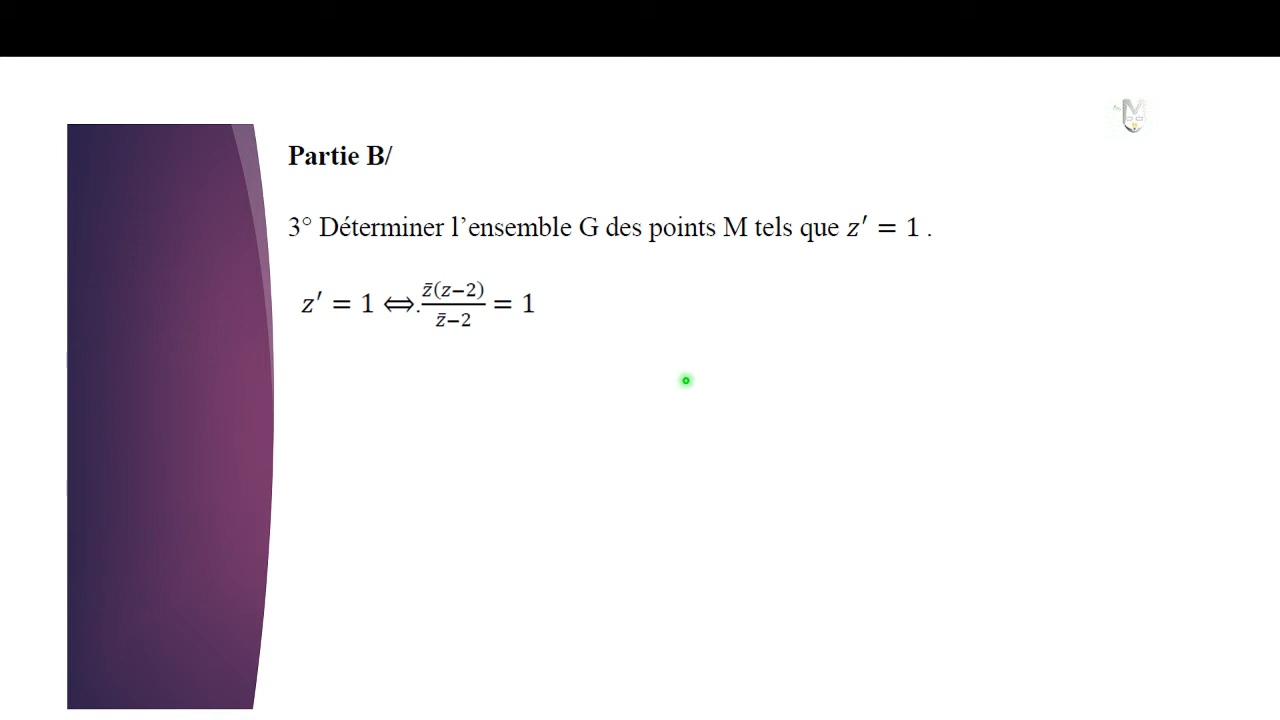 Partie B/
3° Déterminer l’ensemble G des points M tels que z′ = 1 .
z′ = 1 ⟺. z̄(z−2)/z̄−2 = 1